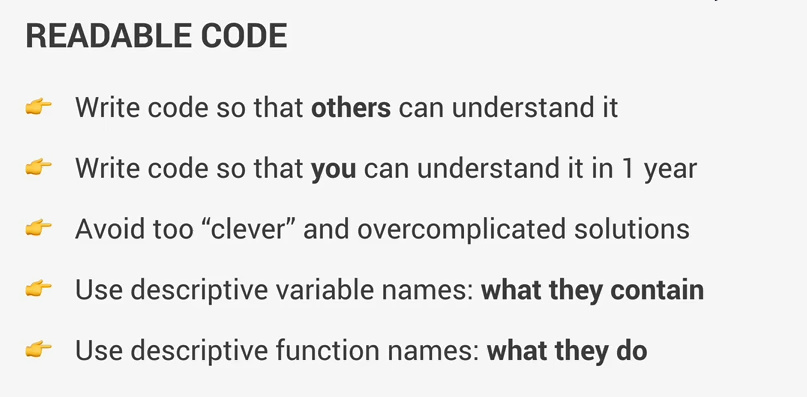 READABLE CODE
👉 Write code so that others can understand it
👉 Write code so that you can understand it in 1 year
👉 Avoid too “clever” and overcomplicated solutions
👉 Use descriptive variable names: what they contain
👉 Use descriptive function names: what they do